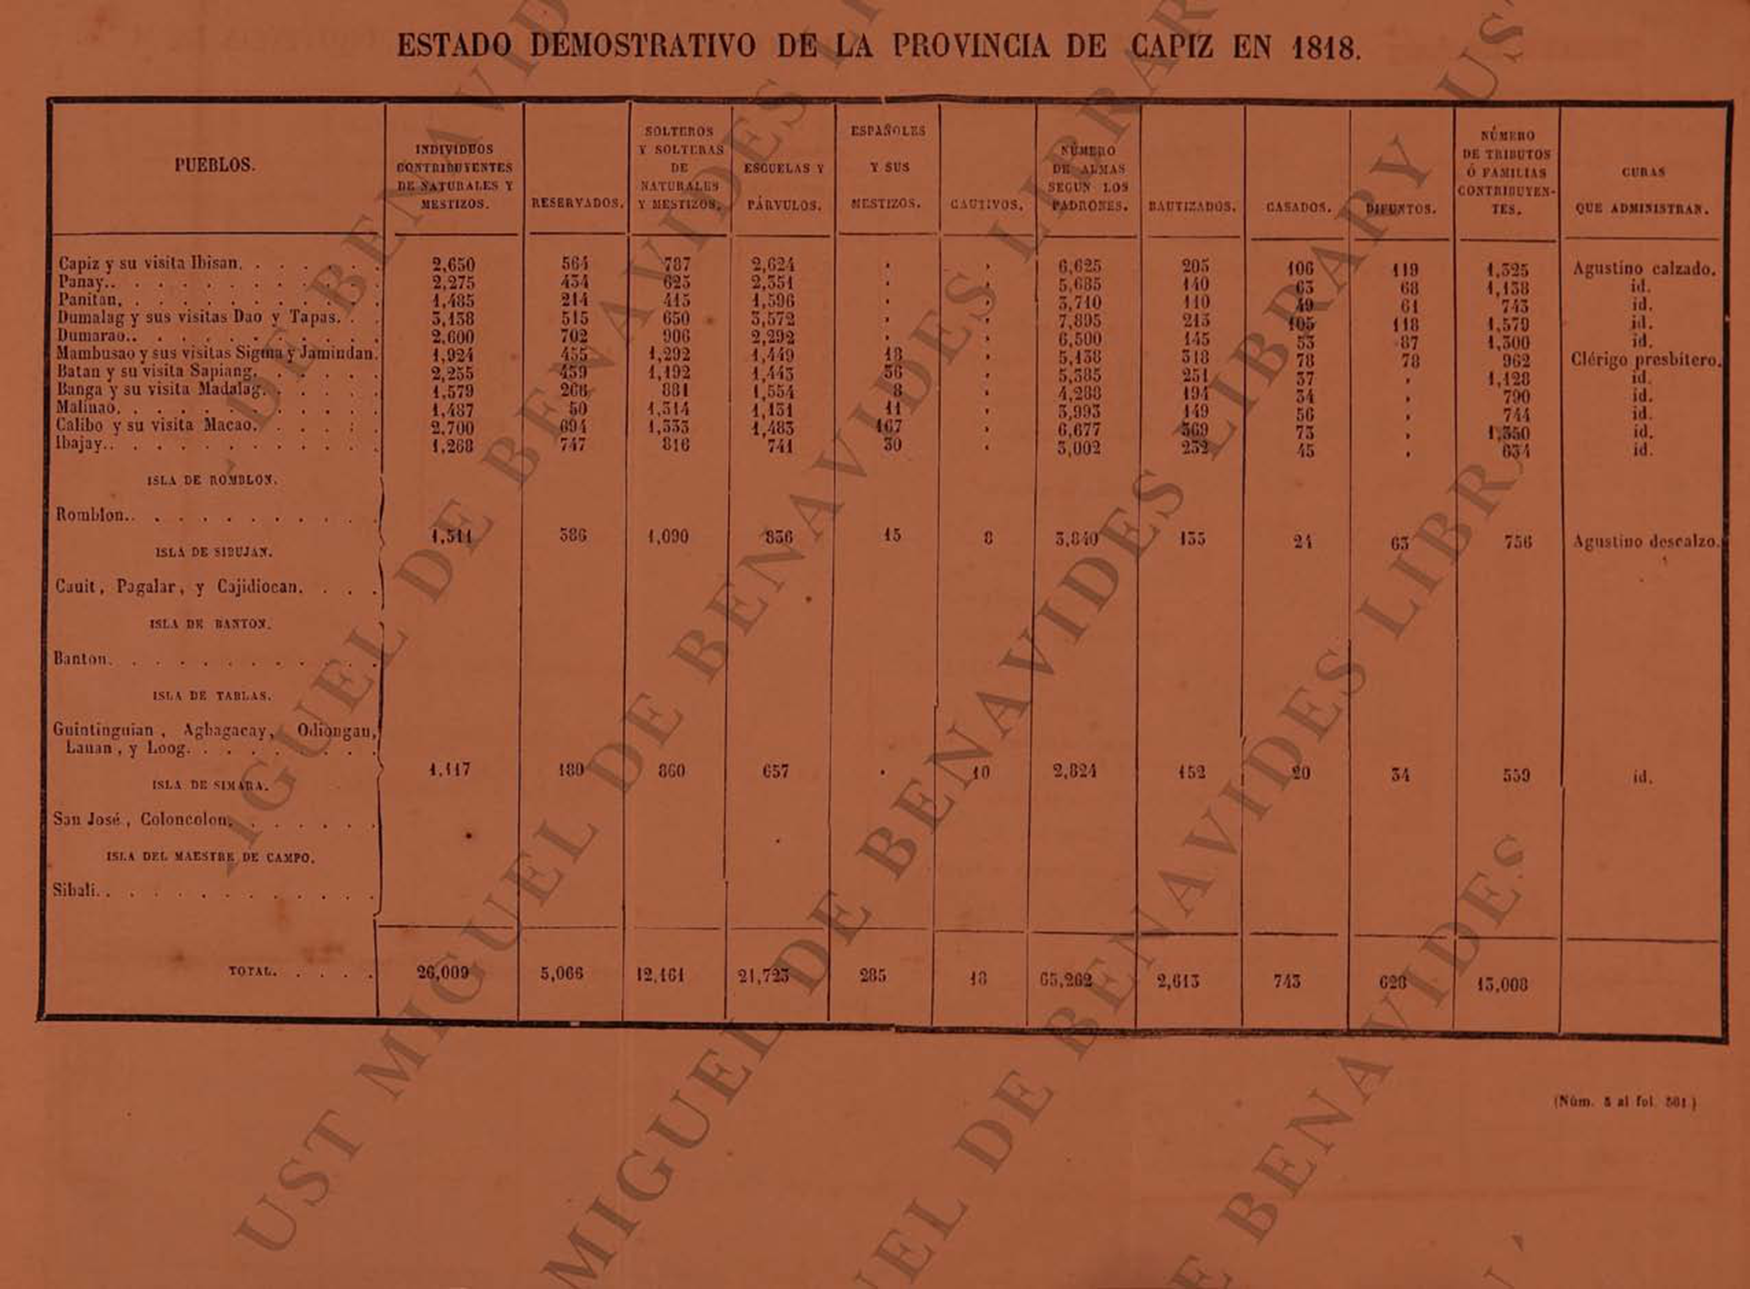 ESTADO DEMOSTRATIVO DE LA PROVINCIA DE CAPIZ EN 1818.
PUEBLOS. INDIVIDUOS CONTRIBUYENTES DE NATURALES Y MESTIZOS. RESERVADOS. SOLTEROS Y SOLTERAS DE NATURALES Y MESTIZOS. ESCUELAS Y PÁRVULOS. ESPAÑOLES Y SUS MESTIZOS. CAUTIVOS. NÚMERO DE ALMAS SEGUN LOS PADRONES. BAUTIZADOS. CASADOS. DIFUNTOS. NÚMERO DE TRIBUTOS Ó FAMILIAS CONTRIBUYENTES. CURAS QUE ADMINISTRAN.
Capiz y su visita Ibisan. 2,650 564 787 2,624 6,625 205 106 119 1,325 Agustino calzado.
Panay. 2,275 434 625 2,351 5,685 140 63 68 1,138 id.
Panitan. 1,485 214 415 1,596 3,710 110 49 61 743 id.
Dumalag y sus visitas Dao y Tapas. 3,158 515 650 3,572 7,895 213 105 118 1,579 id.
Dumarao. 2,600 702 906 2,292 6,500 145 53 87 1,300 id.
Mambusao y sus visitas Sigma y Jamindan. 1,924 455 1,292 1,449 18 5,138 318 78 78 962 Clérigo presbítero.
Batan y su visita Sapiang. 2,255 459 1,192 1,443 36 5,385 251 37 1,128 id.
Banga y su visita Madalag. 1,579 266 881 1,554 8 4,288 194 34 790 id.
Malinao. 1,487 50 1,314 1,131 11 3,993 149 56 744 id.
Calibo y su visita Macao. 2,700 694 1,333 1,483 167 6,677 369 73 1,350 id.
Ibajay. 1,268 747 816 741 30 3,002 232 45 634 id.
ISLA DE ROMBLON.
Romblon.
1,511 386 1,090 836 15 8 3,840 135 24 63 756 Agustino descalzo.
ISLA DE SIBUJAN.
Cauit, Pagalar, y Cajidiocan.
ISLA DE BANTON.
Banton.
ISLA DE TABLAS.
Guintinguian, Agbagacay, Odiongan,
Lauan, y Loog.
1,117 180 860 657 10 2,824 152 20 34 559 id.
ISLA DE SIMARA.
San José, Coloncolon.
ISLA DEL MAESTRE DE CAMPO.
Sibali.
TOTAL. 26,009 5,066 12,161 21,723 285 18 65,262 2,613 743 628 13,008
(Núm. 5 al fol. 501.)
UST MIGUEL DE BENAVIDES LIBRARY